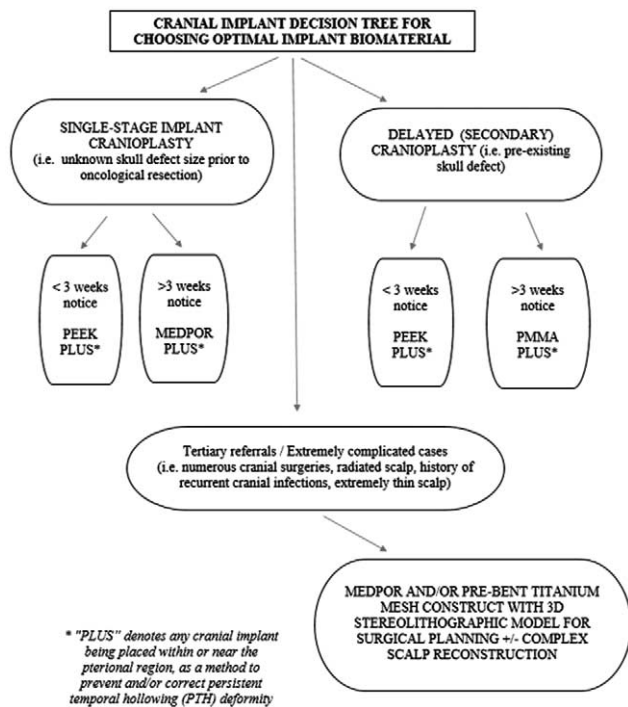 CRANIAL IMPLANT DECISION TREE FOR
CHOOSING OPTIMAL IMPLANT BIOMATERIAL
SINGLE-STAGE IMPLANT
CRANIOPLASTY
(i.e. unknown skull defect size prior to
oncological resection)
DELAYED (SECONDARY)
CRANIOPLASTY (i.e. pre-existing
skull defect)
< 3 weeks
notice
PEEK
PLUS*
>3 weeks
notice
MEDPOR
PLUS*
< 3 weeks
notice
PEEK
PLUS*
>3 weeks
notice
PMMA
PLUS*
Tertiary referrals / Extremely complicated cases
(i.e. numerous cranial surgeries, radiated scalp, history of
recurrent cranial infections, extremely thin scalp)
MEDPOR AND/OR PRE-BENT TITANIUM
MESH CONSTRUCT WITH 3D
STEREOLITHOGRAPHIC MODEL FOR
SURGICAL PLANNING +/- COMPLEX
SCALP RECONSTRUCTION
* "PLUS" denotes any cranial implant
being placed within or near the
pterional region, as a method to
prevent and/or correct persistent
temporal hollowing (PTH) deformity